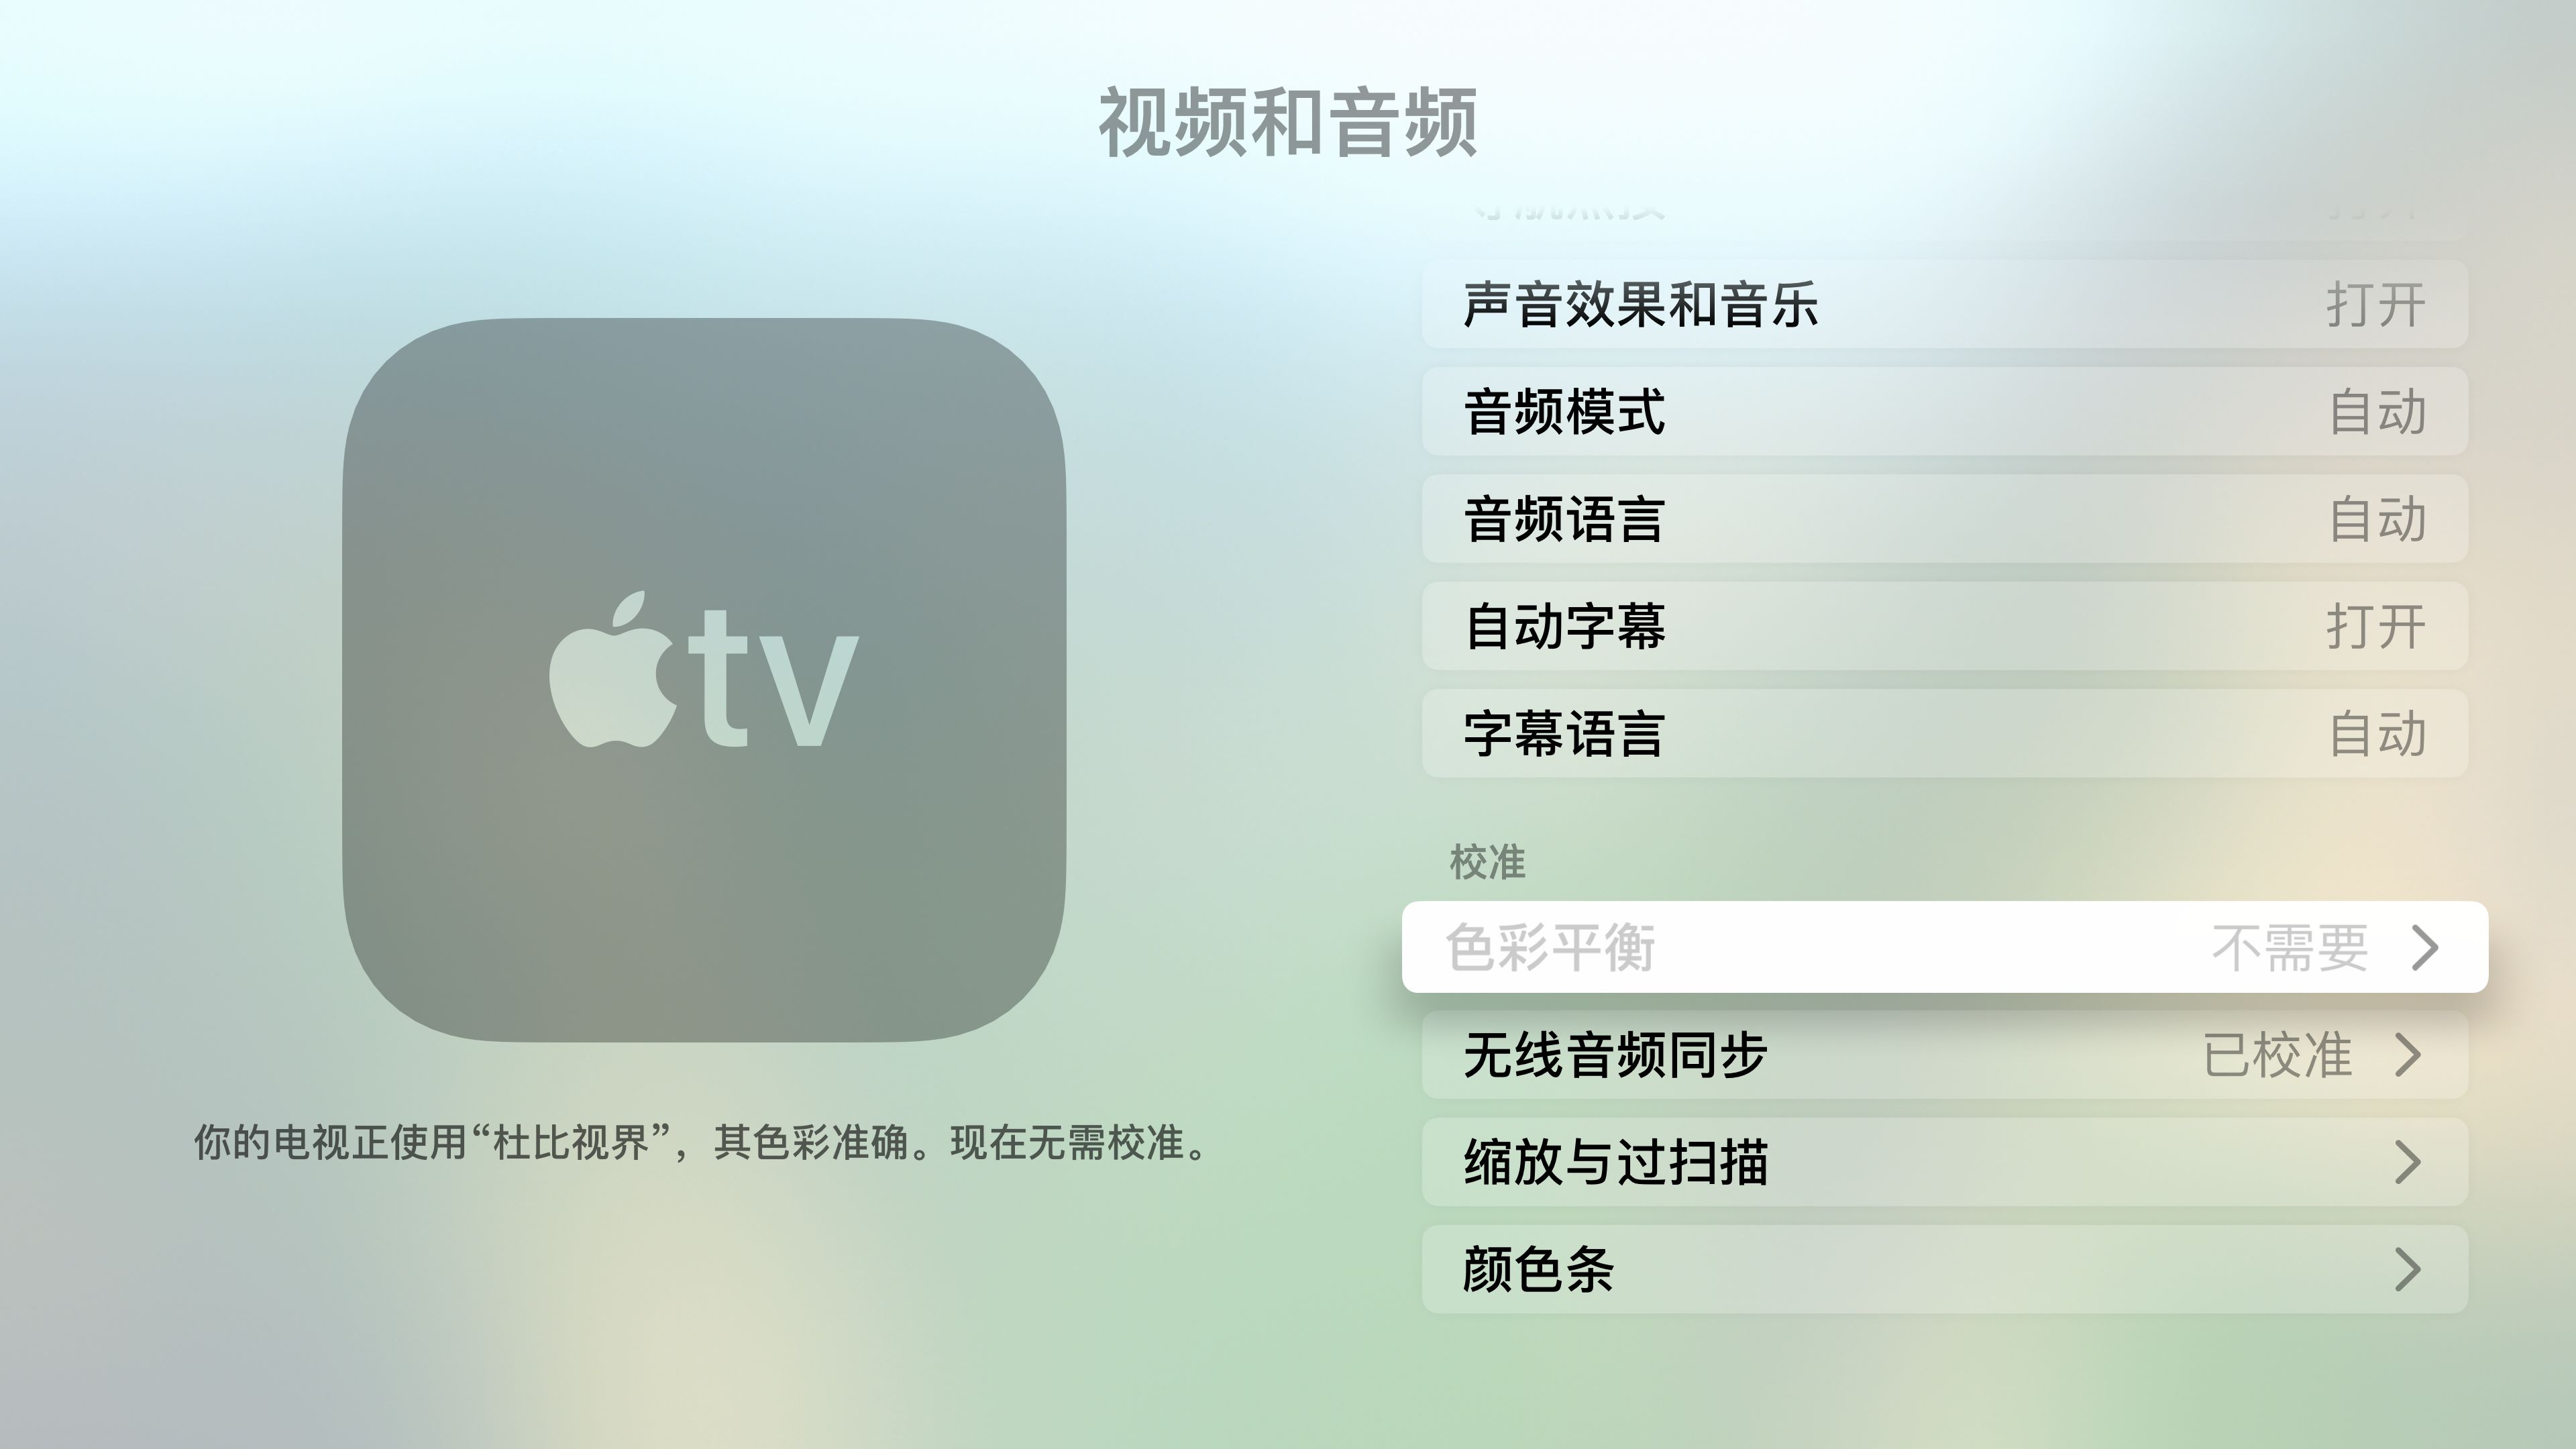 视频和音频
声音效果和音乐 打开
音频模式 自动
音频语言 自动
自动字幕 打开
字幕语言 自动
校准
色彩平衡 不需要
无线音频同步 已校准
缩放与过扫描
颜色条
tv
你的电视正使用“杜比视界”，其色彩准确。现在无需校准。